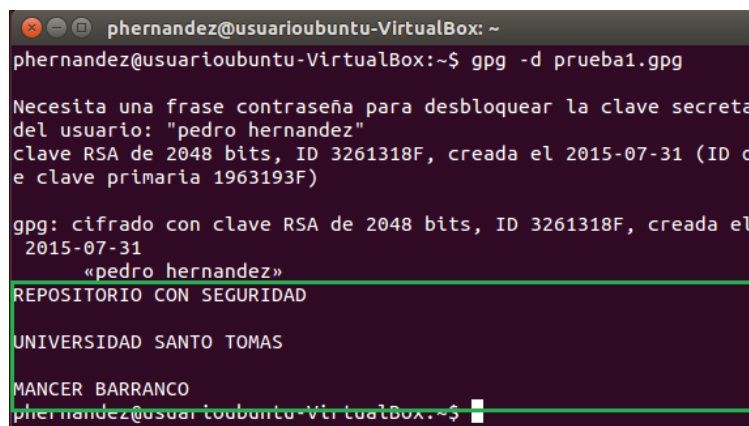 phernandez@usuarioubuntu-VirtualBox: ~
phernandez@usuarioubuntu-VirtualBox:~$ gpg -d prueba1.gpg
Necesita una frase contraseña para desbloquear la clave secreta
del usuario: "pedro hernandez"
clave RSA de 2048 bits, ID 3261318F, creada el 2015-07-31 (ID
e clave primaria 1963193F)
gpg: cifrado con clave RSA de 2048 bits, ID 3261318F, creada el
2015-07-31
«pedro hernandez»
REPOSITORIO CON SEGURIDAD
UNIVERSIDAD SANTO TOMAS
MANCER BARRANCO
phernandez@usuarioubuntu-VirtualBox:~$